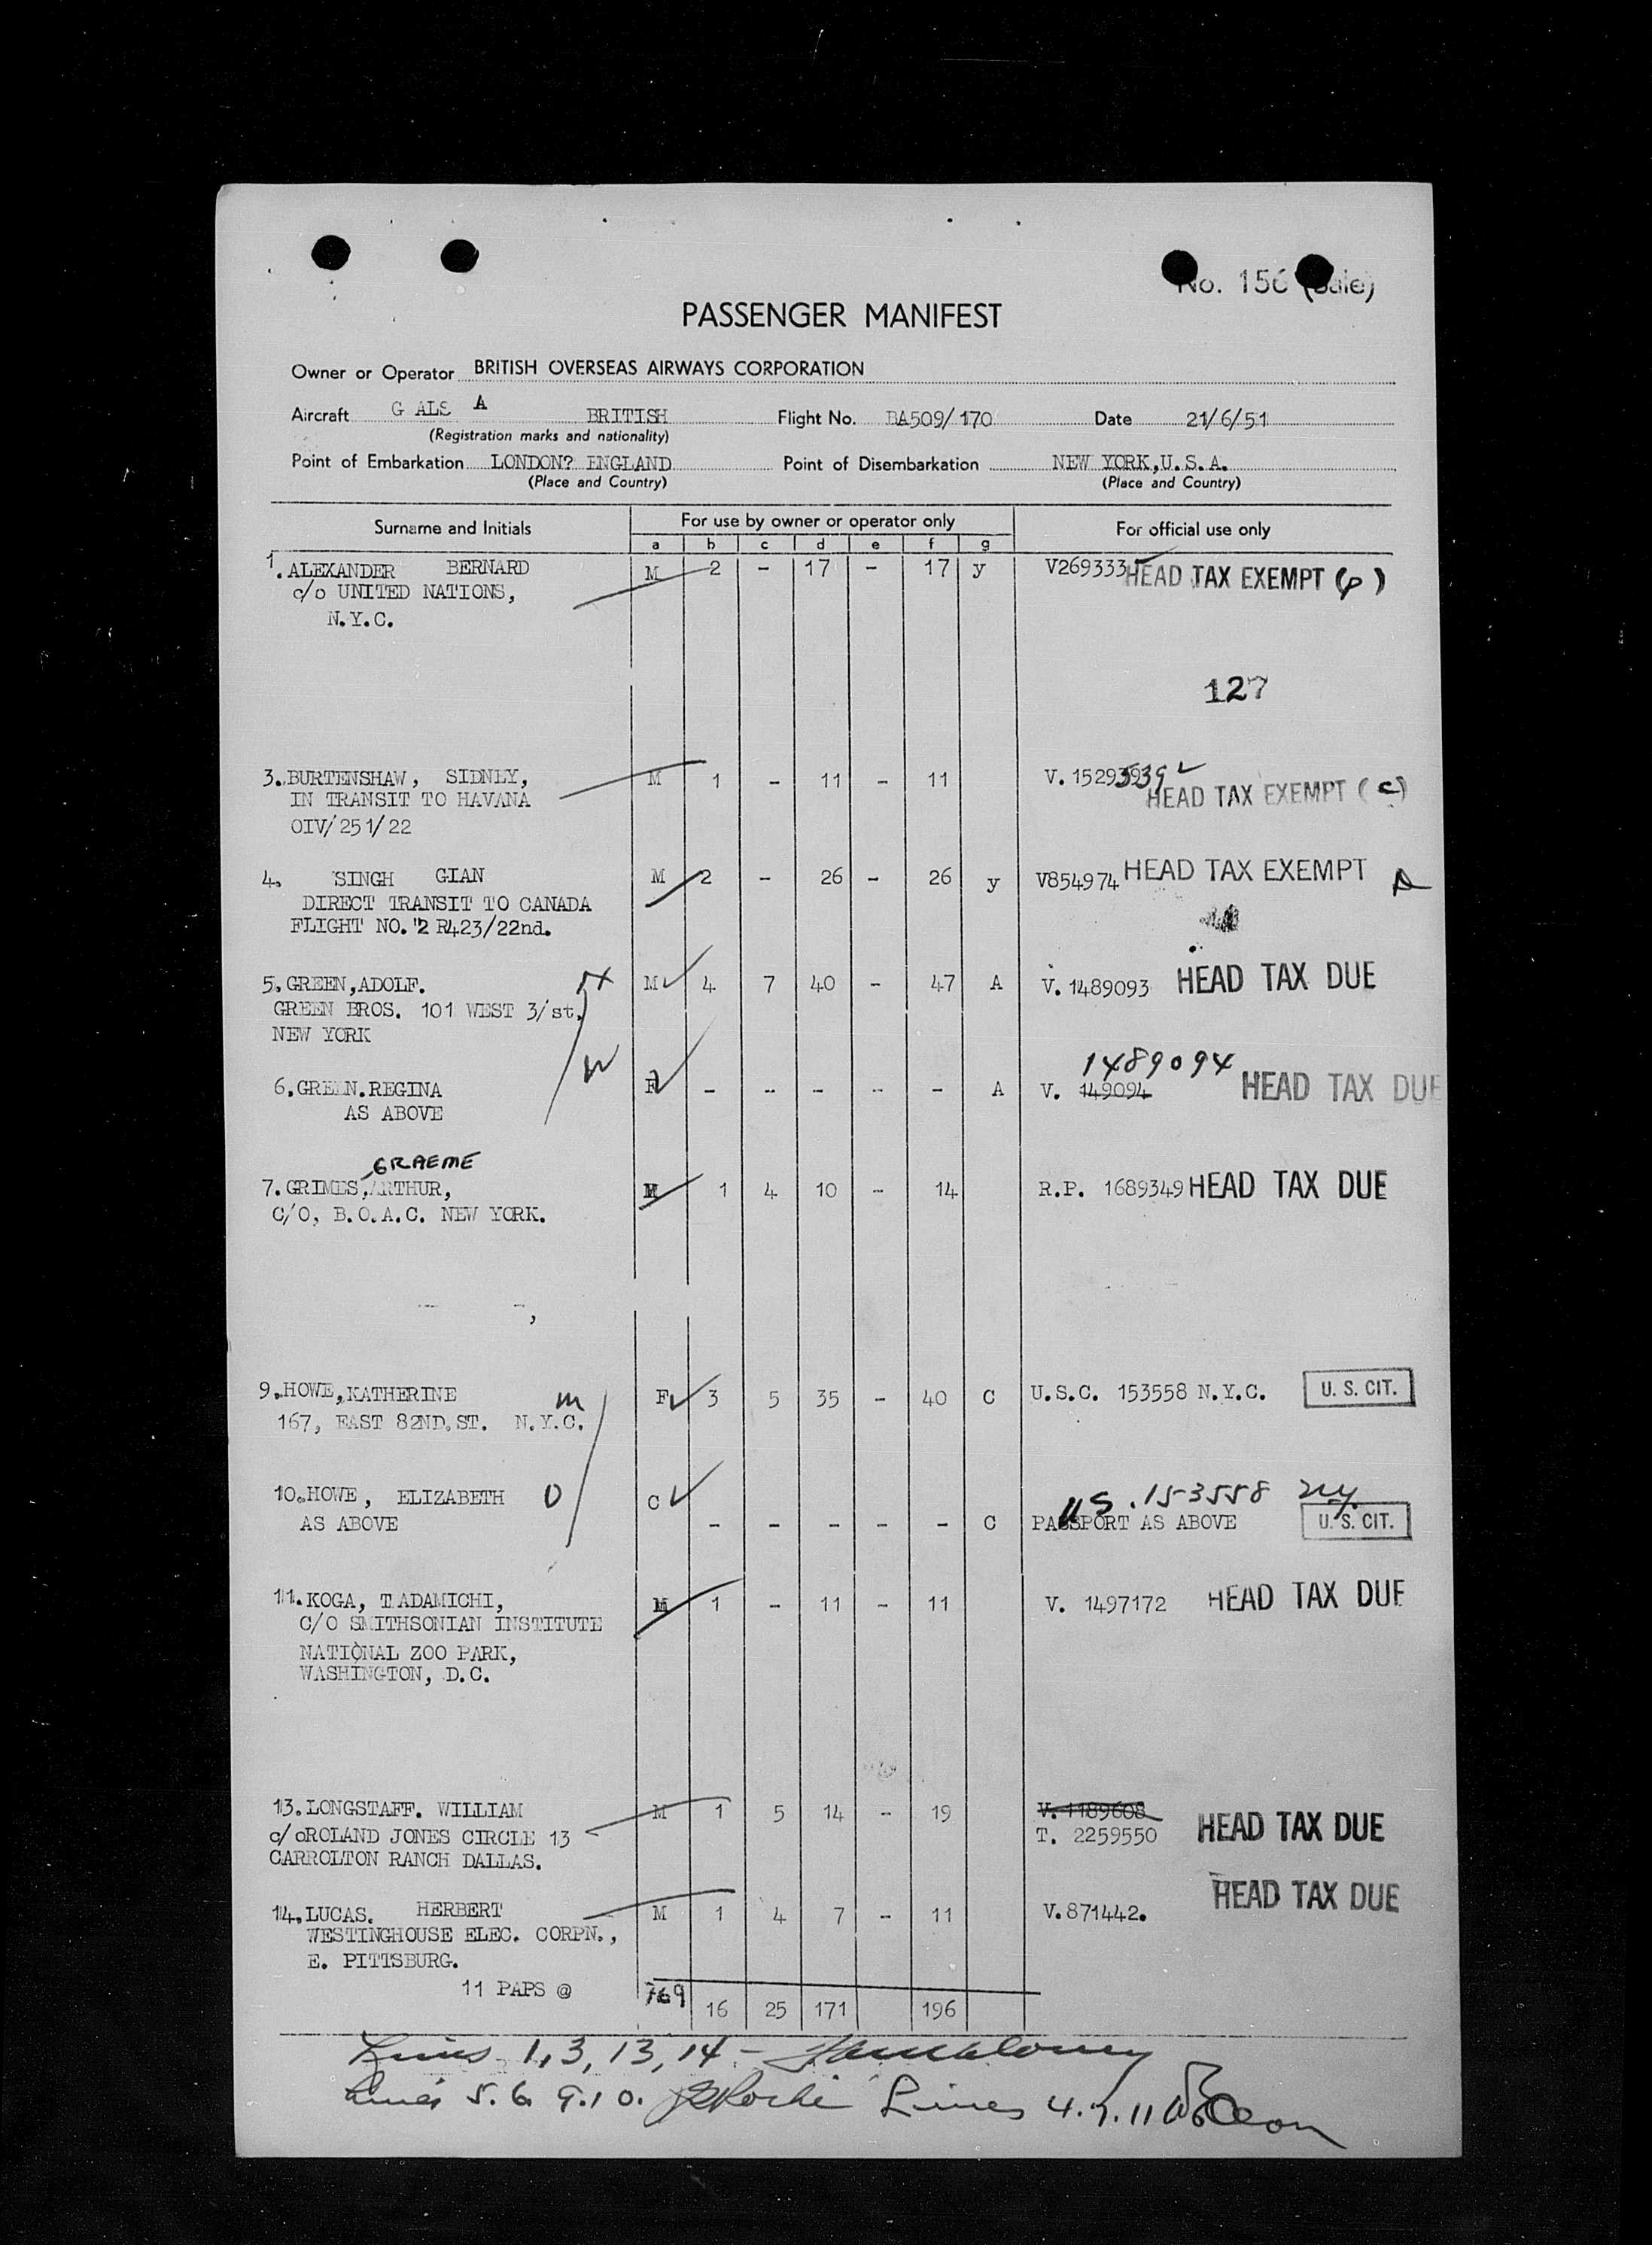 No. 156 (Sale)
PASSENGER MANIFEST
Owner or Operator BRITISH OVERSEAS AIRWAYS CORPORATION
Aircraft G ALS A BRITISH Flight No. BA509/170 Date 21/6/51
(Registration marks and nationality)
Point of Embarkation LONDON? ENGLAND Point of Disembarkation NEW YORK, U.S.A.
(Place and Country) (Place and Country)
Surname and Initials For use by owner or operator only For official use only
a b c d e f g
1. ALEXANDER BERNARD M 2 - 17 - 17 y V269333 HEAD TAX EXEMPT
c/o UNITED NATIONS,
N.Y.C.
127
3. BURTENSHAW, SIDNEY, M 1 - 11 - 11 V. 1529 539
IN TRANSIT TO HAVANA HEAD TAX EXEMPT (C)
OIV/251/22
4. SINGH GIAN M 2 - 26 - 26 y V854974 HEAD TAX EXEMPT A
DIRECT TRANSIT TO CANADA
FLIGHT NO. "2 R423/22nd.
5. GREEN, ADOLF. M 4 7 40 - 47 A V. 1489093 HEAD TAX DUE
GREEN BROS. 101 WEST 3/st,
NEW YORK
1489094
6. GREEN. REGINA W F - - - - - A V. 149094 HEAD TAX DUE
AS ABOVE
GRAEME
7. GRIMES, ARTHUR, M 1 4 10 - 14 R.P. 1689349 HEAD TAX DUE
C/O, B.O.A.C. NEW YORK.
9. HOWE, KATHERINE m F 3 5 35 - 40 C U.S.C. 153558 N.Y.C. U. S. CIT.
167, EAST 82ND. ST. N.Y.C.
10. HOWE, ELIZABETH D C US. 153558 NY.
AS ABOVE - - - - - C PASSPORT AS ABOVE U. S. CIT.
11. KOGA, TADAMICHI, M 1 - 11 - 11 V. 1497172 HEAD TAX DUE
C/O SMITHSONIAN INSTITUTE
NATIONAL ZOO PARK,
WASHINGTON, D.C.
13. LONGSTAFF. WILLIAM M 1 5 14 - 19 V. 1189608
c/oROLAND JONES CIRCLE 13 T. 2259550 HEAD TAX DUE
CARROLTON RANCH DALLAS.
14. LUCAS. HERBERT M 1 4 7 - 11 V.871442. HEAD TAX DUE
WESTINGHOUSE ELEC. CORPN.,
E. PITTSBURG.
11 PAPS @ 769 16 25 171 196
Lines 1, 3, 13, 14 -
Lines 5. 6. 9. 10. Lines 4. 7. 11